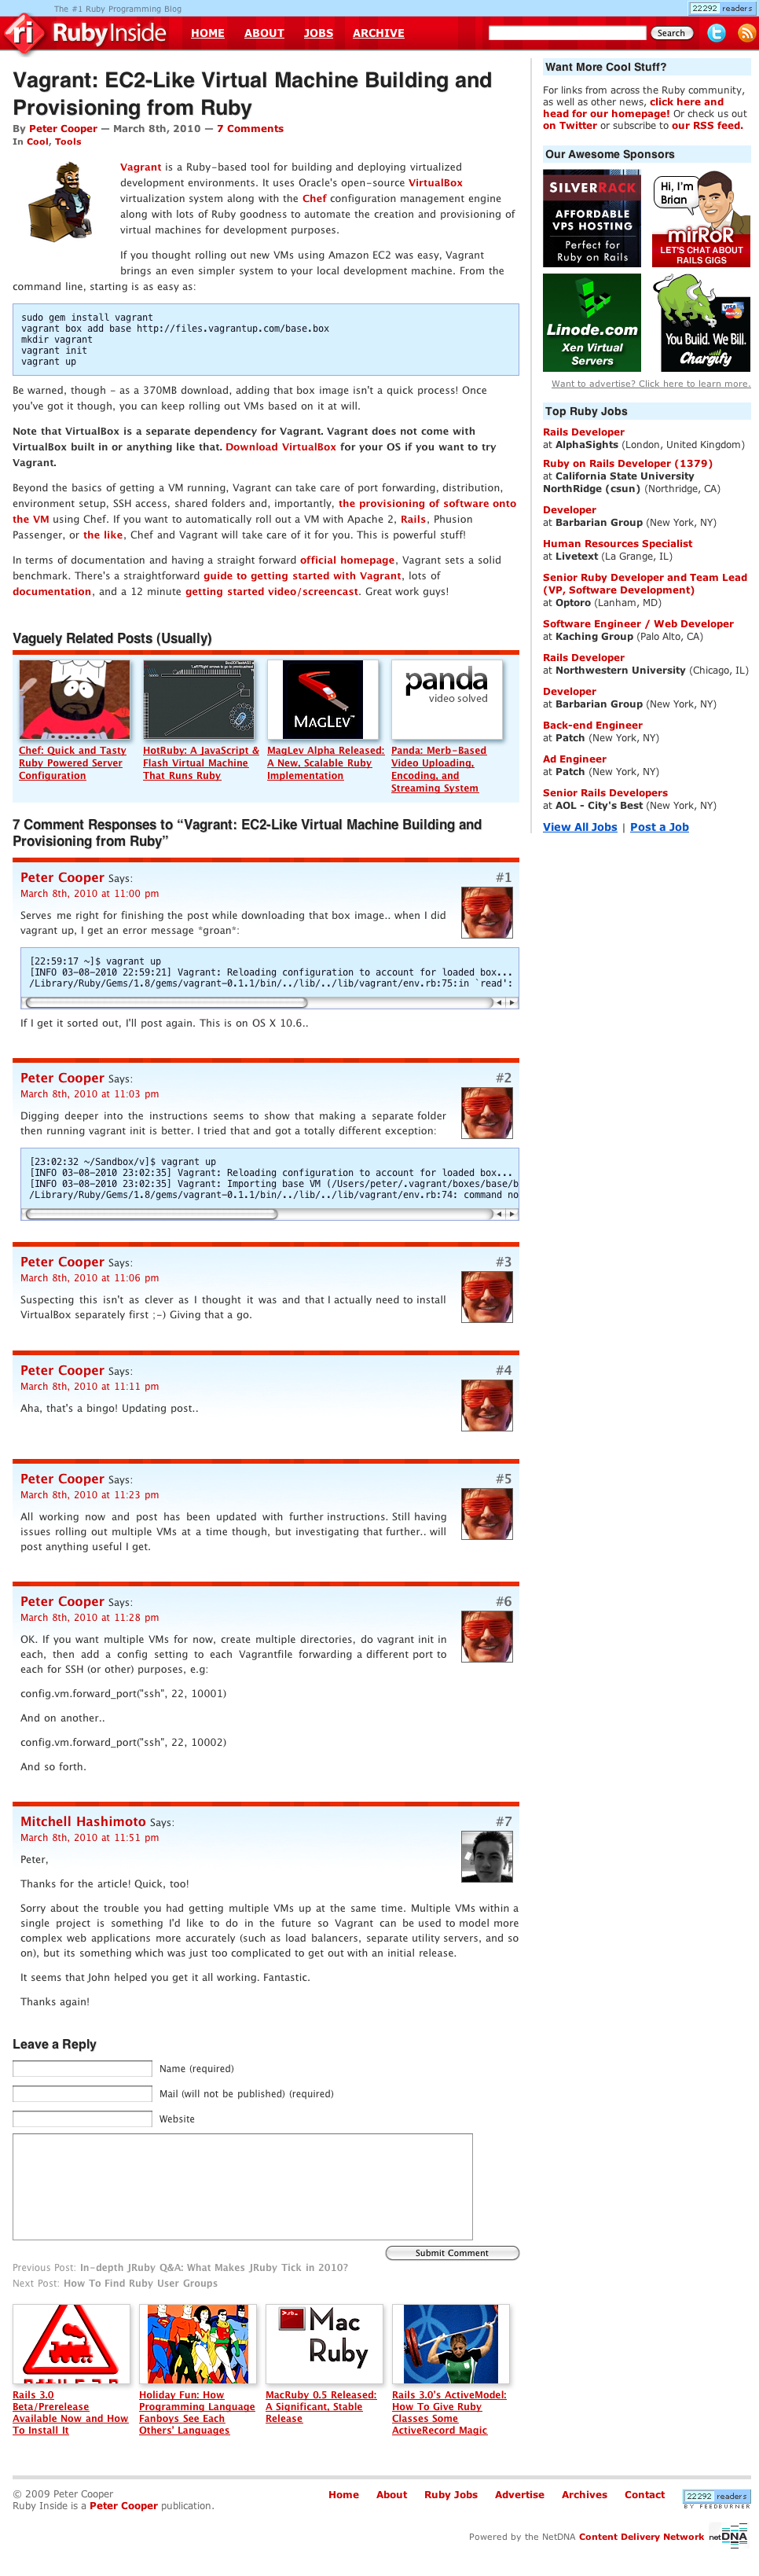 The #1 Ruby Programming Blog
22292 readers
ri RubyInside
HOME ABOUT JOBS ARCHIVE
Search
Vagrant: EC2-Like Virtual Machine Building and
Provisioning from Ruby
By Peter Cooper — March 8th, 2010 — 7 Comments
In Cool, Tools
Vagrant is a Ruby-based tool for building and deploying virtualized
development environments. It uses Oracle's open-source VirtualBox
virtualization system along with the Chef configuration management engine
along with lots of Ruby goodness to automate the creation and provisioning of
virtual machines for development purposes.
If you thought rolling out new VMs using Amazon EC2 was easy, Vagrant
brings an even simpler system to your local development machine. From the
command line, starting is as easy as:
sudo gem install vagrant
vagrant box add base http://files.vagrantup.com/base.box
mkdir vagrant
vagrant init
vagrant up
Be warned, though - as a 370MB download, adding that box image isn't a quick process! Once
you've got it though, you can keep rolling out VMs based on it at will.
Note that VirtualBox is a separate dependency for Vagrant. Vagrant does not come with
VirtualBox built in or anything like that. Download VirtualBox for your OS if you want to try
Vagrant.
Beyond the basics of getting a VM running, Vagrant can take care of port forwarding, distribution,
environment setup, SSH access, shared folders and, importantly, the provisioning of software onto
the VM using Chef. If you want to automatically roll out a VM with Apache 2, Rails, Phusion
Passenger, or the like, Chef and Vagrant will take care of it for you. This is powerful stuff!
In terms of documentation and having a straight forward official homepage, Vagrant sets a solid
benchmark. There's a straightforward guide to getting started with Vagrant, lots of
documentation, and a 12 minute getting started video/screencast. Great work guys!
Vaguely Related Posts (Usually)
MAGLEV
panda
video solved
Chef: Quick and Tasty
Ruby Powered Server
Configuration
HotRuby: A JavaScript &
Flash Virtual Machine
That Runs Ruby
MagLev Alpha Released:
A New, Scalable Ruby
Implementation
Panda: Merb-Based
Video Uploading,
Encoding, and
Streaming System
7 Comment Responses to “Vagrant: EC2-Like Virtual Machine Building and
Provisioning from Ruby”
Peter Cooper Says: #1
March 8th, 2010 at 11:00 pm
Serves me right for finishing the post while downloading that box image.. when I did
vagrant up, I get an error message *groan*:
[22:59:17 ~]$ vagrant up
[INFO 03-08-2010 22:59:21] Vagrant: Reloading configuration to account for loaded box...
/Library/Ruby/Gems/1.8/gems/vagrant-0.1.1/bin/../lib/../lib/vagrant/env.rb:75:in `read':
If I get it sorted out, I'll post again. This is on OS X 10.6..
Peter Cooper Says: #2
March 8th, 2010 at 11:03 pm
Digging deeper into the instructions seems to show that making a separate folder
then running vagrant init is better. I tried that and got a totally different exception:
[23:02:32 ~/Sandbox/v]$ vagrant up
[INFO 03-08-2010 23:02:35] Vagrant: Reloading configuration to account for loaded box...
[INFO 03-08-2010 23:02:35] Vagrant: Importing base VM (/Users/peter/.vagrant/boxes/base/b
/Library/Ruby/Gems/1.8/gems/vagrant-0.1.1/bin/../lib/../lib/vagrant/env.rb:74: command no
Peter Cooper Says: #3
March 8th, 2010 at 11:06 pm
Suspecting this isn't as clever as I thought it was and that I actually need to install
VirtualBox separately first ;-) Giving that a go.
Peter Cooper Says: #4
March 8th, 2010 at 11:11 pm
Aha, that's a bingo! Updating post..
Peter Cooper Says: #5
March 8th, 2010 at 11:23 pm
All working now and post has been updated with further instructions. Still having
issues rolling out multiple VMs at a time though, but investigating that further.. will
post anything useful I get.
Peter Cooper Says: #6
March 8th, 2010 at 11:28 pm
OK. If you want multiple VMs for now, create multiple directories, do vagrant init in
each, then add a config setting to each Vagrantfile forwarding a different port to
each for SSH (or other) purposes, e.g:
config.vm.forward_port("ssh", 22, 10001)
And on another..
config.vm.forward_port("ssh", 22, 10002)
And so forth.
Mitchell Hashimoto Says: #7
March 8th, 2010 at 11:51 pm
Peter,
Thanks for the article! Quick, too!
Sorry about the trouble you had getting multiple VMs up at the same time. Multiple VMs within a
single project is something I'd like to do in the future so Vagrant can be used to model more
complex web applications more accurately (such as load balancers, separate utility servers, and so
on), but its something which was just too complicated to get out with an initial release.
It seems that John helped you get it all working. Fantastic.
Thanks again!
Leave a Reply
Name (required)
Mail (will not be published) (required)
Website
Submit Comment
Previous Post: In-depth JRuby Q&A: What Makes JRuby Tick in 2010?
Next Post: How To Find Ruby User Groups
Mac
Ruby
Rails 3.0
Beta/Prerelease
Available Now and How
To Install It
Holiday Fun: How
Programming Language
Fanboys See Each
Others' Languages
MacRuby 0.5 Released:
A Significant, Stable
Release
Rails 3.0's ActiveModel:
How To Give Ruby
Classes Some
ActiveRecord Magic
Want More Cool Stuff?
For links from across the Ruby community,
as well as other news, click here and
head for our homepage! Or check us out
on Twitter or subscribe to our RSS feed.
Our Awesome Sponsors
SILVERRACK
AFFORDABLE
VPS HOSTING
Perfect for
Ruby on Rails
Hi, I'm
Brian
mirRoR
LET'S CHAT ABOUT
RAILS GIGS
Linode.com
Xen Virtual
Servers
You Build. We Bill.
Chargify
Want to advertise? Click here to learn more.
Top Ruby Jobs
Rails Developer
at AlphaSights (London, United Kingdom)
Ruby on Rails Developer (1379)
at California State University
NorthRidge (csun) (Northridge, CA)
Developer
at Barbarian Group (New York, NY)
Human Resources Specialist
at Livetext (La Grange, IL)
Senior Ruby Developer and Team Lead
(VP, Software Development)
at Optoro (Lanham, MD)
Software Engineer / Web Developer
at Kaching Group (Palo Alto, CA)
Rails Developer
at Northwestern University (Chicago, IL)
Developer
at Barbarian Group (New York, NY)
Back-end Engineer
at Patch (New York, NY)
Ad Engineer
at Patch (New York, NY)
Senior Rails Developers
at AOL - City's Best (New York, NY)
View All Jobs | Post a Job
© 2009 Peter Cooper
Ruby Inside is a Peter Cooper publication.
Home About Ruby Jobs Advertise Archives Contact
22292 readers
BY FEEDBURNER
Powered by the NetDNA Content Delivery Network netDNA